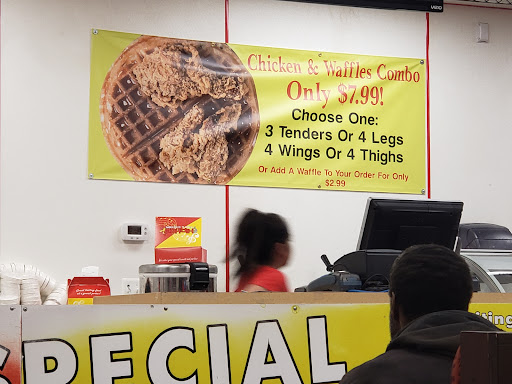 Chicken & Waffles Combo
Only $7.99!
Choose One:
3 Tenders Or 4 Legs
4 Wings Or 4 Thighs
Or Add A Waffle To Your Order For Only
$2.99
SPECIAL